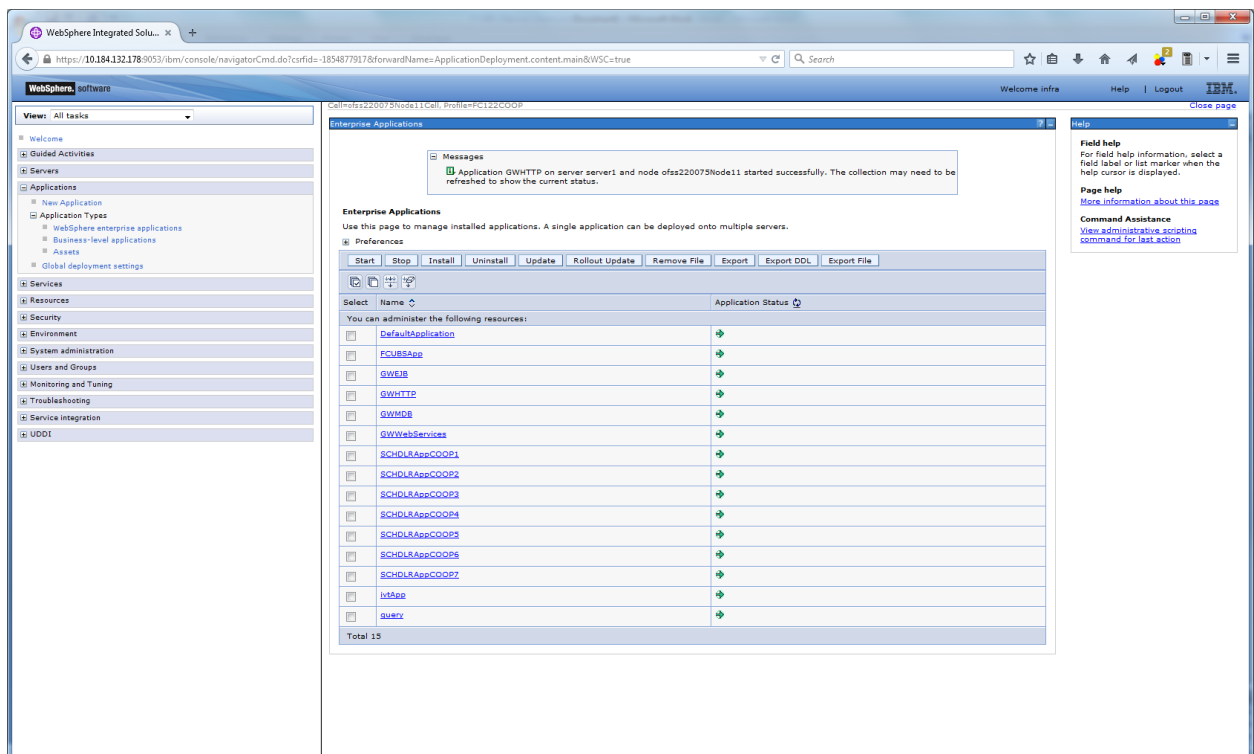 WebSphere Integrated Solu... × +
https://10.184.132.178:9053/ibm/console/navigatorCmd.do?csrfid=-1854877917&forwardName=ApplicationDeployment.content.main&WSC=true
Search
2
WebSphere. software
Welcome infra
Help | Logout
IBM.
View: All tasks
Welcome
Guided Activities
Servers
Applications
New Application
Application Types
WebSphere enterprise applications
Business-level applications
Assets
Global deployment settings
Services
Resources
Security
Environment
System administration
Users and Groups
Monitoring and Tuning
Troubleshooting
Service integration
UDDI
Cell=ofss220075Node11Cell, Profile=FC122COOP
Close page
Enterprise Applications
? -
Messages
Application GWHTTP on server server1 and node ofss220075Node11 started successfully. The collection may need to be
refreshed to show the current status.
Enterprise Applications
Use this page to manage installed applications. A single application can be deployed onto multiple servers.
Preferences
Start Stop Install Uninstall Update Rollout Update Remove File Export Export DDL Export File
Select Name Application Status
You can administer the following resources:
DefaultApplication
FCUBSApp
GWEJB
GWHTTP
GWMDB
GWWebServices
SCHDLRAppCOOP1
SCHDLRAppCOOP2
SCHDLRAppCOOP3
SCHDLRAppCOOP4
SCHDLRAppCOOP5
SCHDLRAppCOOP6
SCHDLRAppCOOP7
ivtApp
query
Total 15
Help
Field help
For field help information, select a
field label or list marker when the
help cursor is displayed.
Page help
More information about this page
Command Assistance
View administrative scripting
command for last action